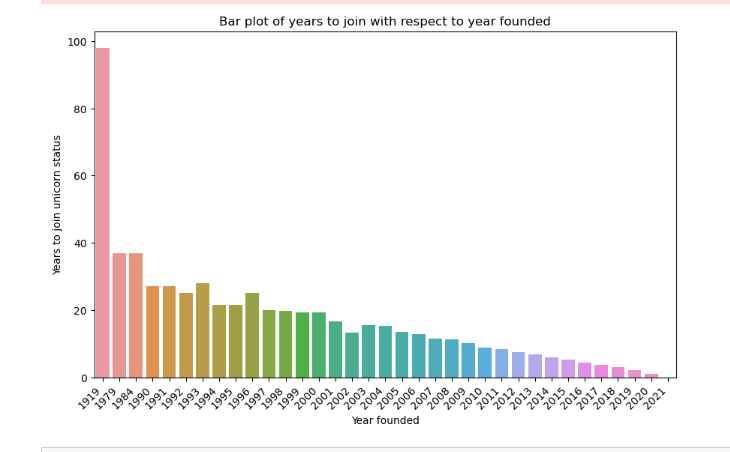 Bar plot of years to join with respect to year founded
100
80
60
40
20
0
Years to join unicorn status
1919 1979 1984 1990 1991 1992 1993 1994 1995 1996 1997 1998 1999 2000 2001 2002 2003 2004 2005 2006 2007 2008 2009 2010 2011 2012 2013 2014 2015 2016 2017 2018 2019 2020 2021
Year founded